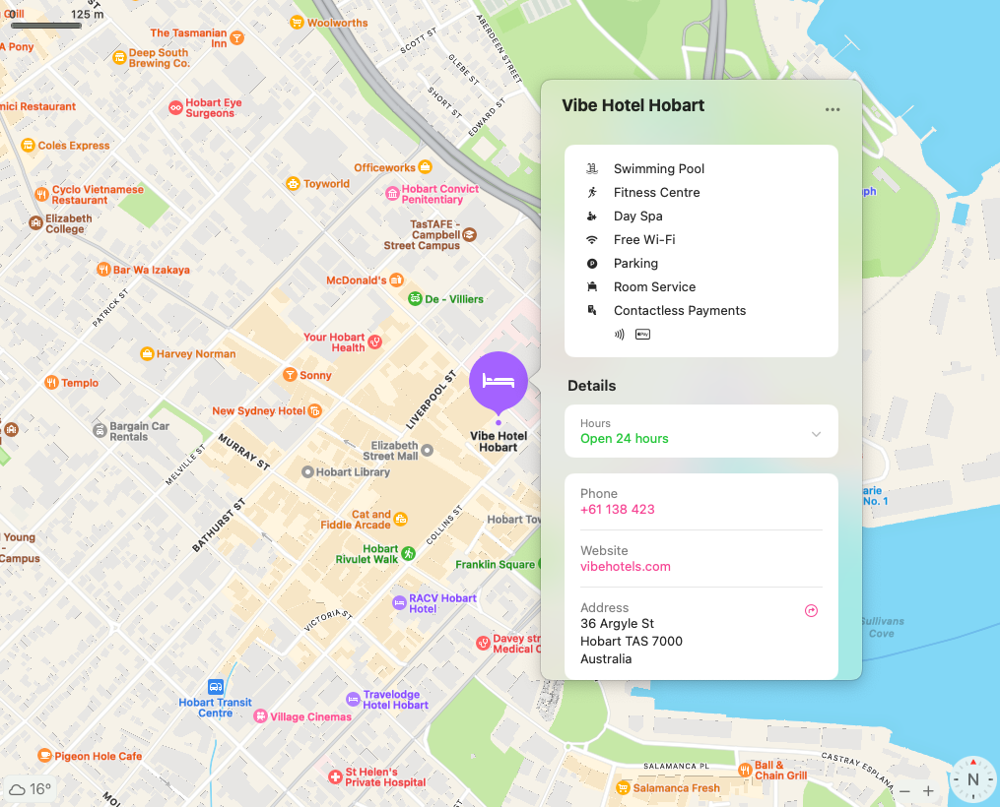 Grill
0
125 m
A Pony
The Tasmanian
Inn
Woolworths
Deep South
Brewing Co.
SCOTT ST
ABERDEEN STREET
GLEBE ST
SHORT ST
EDWARD ST
mici Restaurant
Hobart Eye
Surgeons
Coles Express
Officeworks
Toyworld
Hobart Convict
Penitentiary
Cyclo Vietnamese
Restaurant
Elizabeth
College
TasTAFE -
Campbell
Street Campus
Bar Wa Izakaya
McDonald's
De - Villiers
PATRICK ST
Your Hobart
Health
Harvey Norman
Sonny
Templo
New Sydney Hotel
LIVERPOOL ST
Bargain Car
Rentals
MURRAY ST
MELVILLE ST
Vibe Hotel
Hobart
Elizabeth
Street Mall
Hobart Library
BATHURST ST
Cat and
Fiddle Arcade
COLLINS ST
Hobart Tow
Young
-
Campus
Hobart
Rivulet Walk
Franklin Square
RACV Hobart
Hotel
VICTORIA ST
Davey str
Medical C
Hobart Transit
Centre
Travelodge
Hotel Hobart
Village Cinemas
Pigeon Hole Cafe
St Helen's
Private Hospital
SALAMANCA PL
Salamanca Fresh
Ball &
Chain Grill
CASTRAY ESPLANA
MOL
16°
N
ph
arie
No. 1
Sullivans
Cove
Vibe Hotel Hobart
Swimming Pool
Fitness Centre
Day Spa
Free Wi-Fi
Parking
Room Service
Contactless Payments
Pay
Details
Hours
Open 24 hours
Phone
+61 138 423
Website
vibehotels.com
Address
36 Argyle St
Hobart TAS 7000
Australia